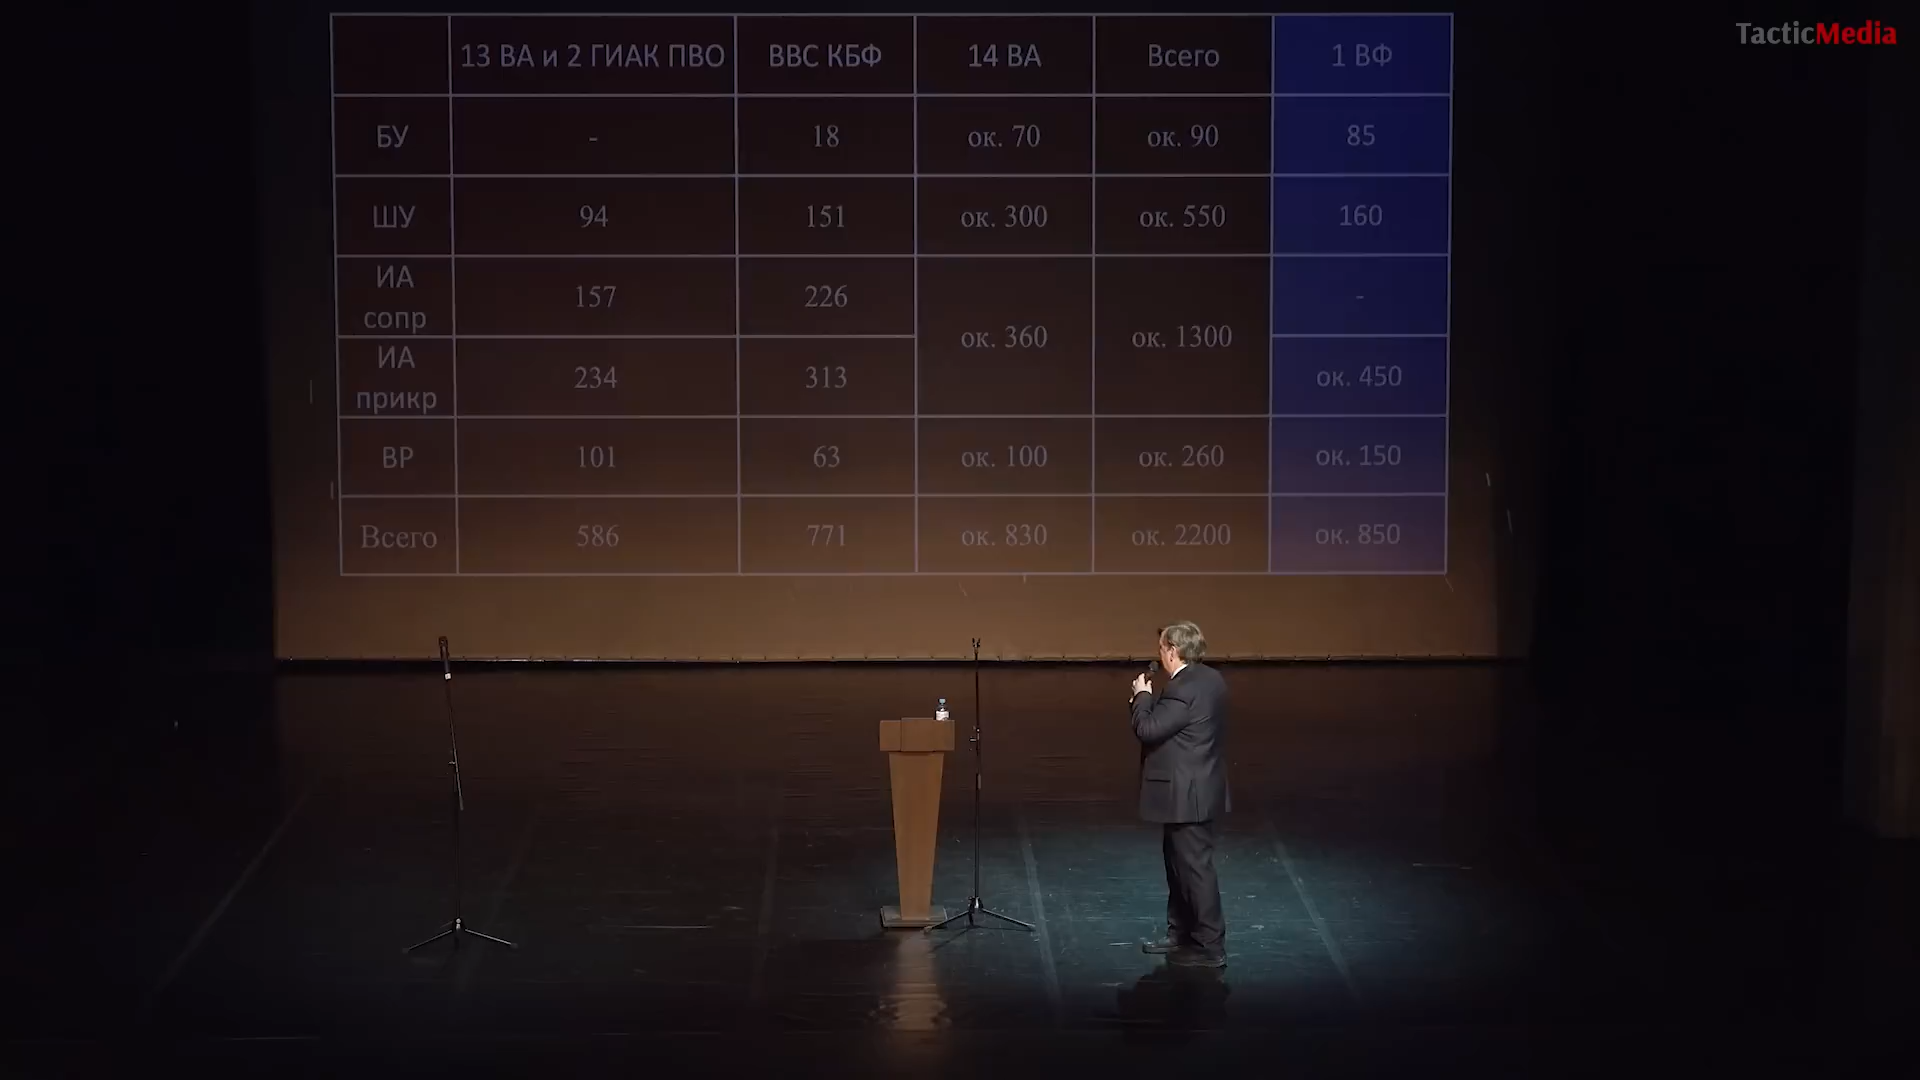 TacticMedia
13 ВА и 2 ГИАК ПВО ВВС КБФ 14 ВА Всего 1 ВФ
БУ - 18 ок. 70 ок. 90 85
ШУ 94 151 ок. 300 ок. 550 160
ИА сопр 157 226 ок. 360 ок. 1300 -
ИА прикр 234 313 ок. 450
ВР 101 63 ок. 100 ок. 260 ок. 150
Всего 586 771 ок. 830 ок. 2200 ок. 850